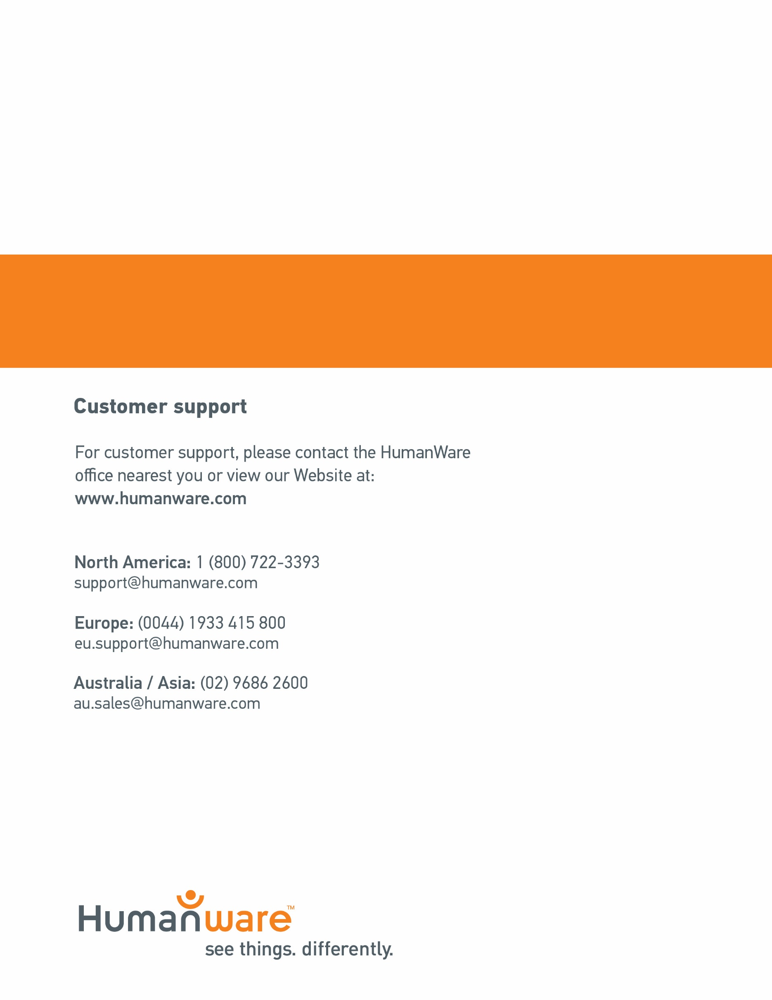 Customer support
For customer support, please contact the HumanWare
office nearest you or view our Website at:
www.humanware.com
North America: 1 (800) 722-3393
support@humanware.com
Europe: (0044) 1933 415 800
eu.support@humanware.com
Australia / Asia: (02) 9686 2600
au.sales@humanware.com
Humanware™
see things. differently.